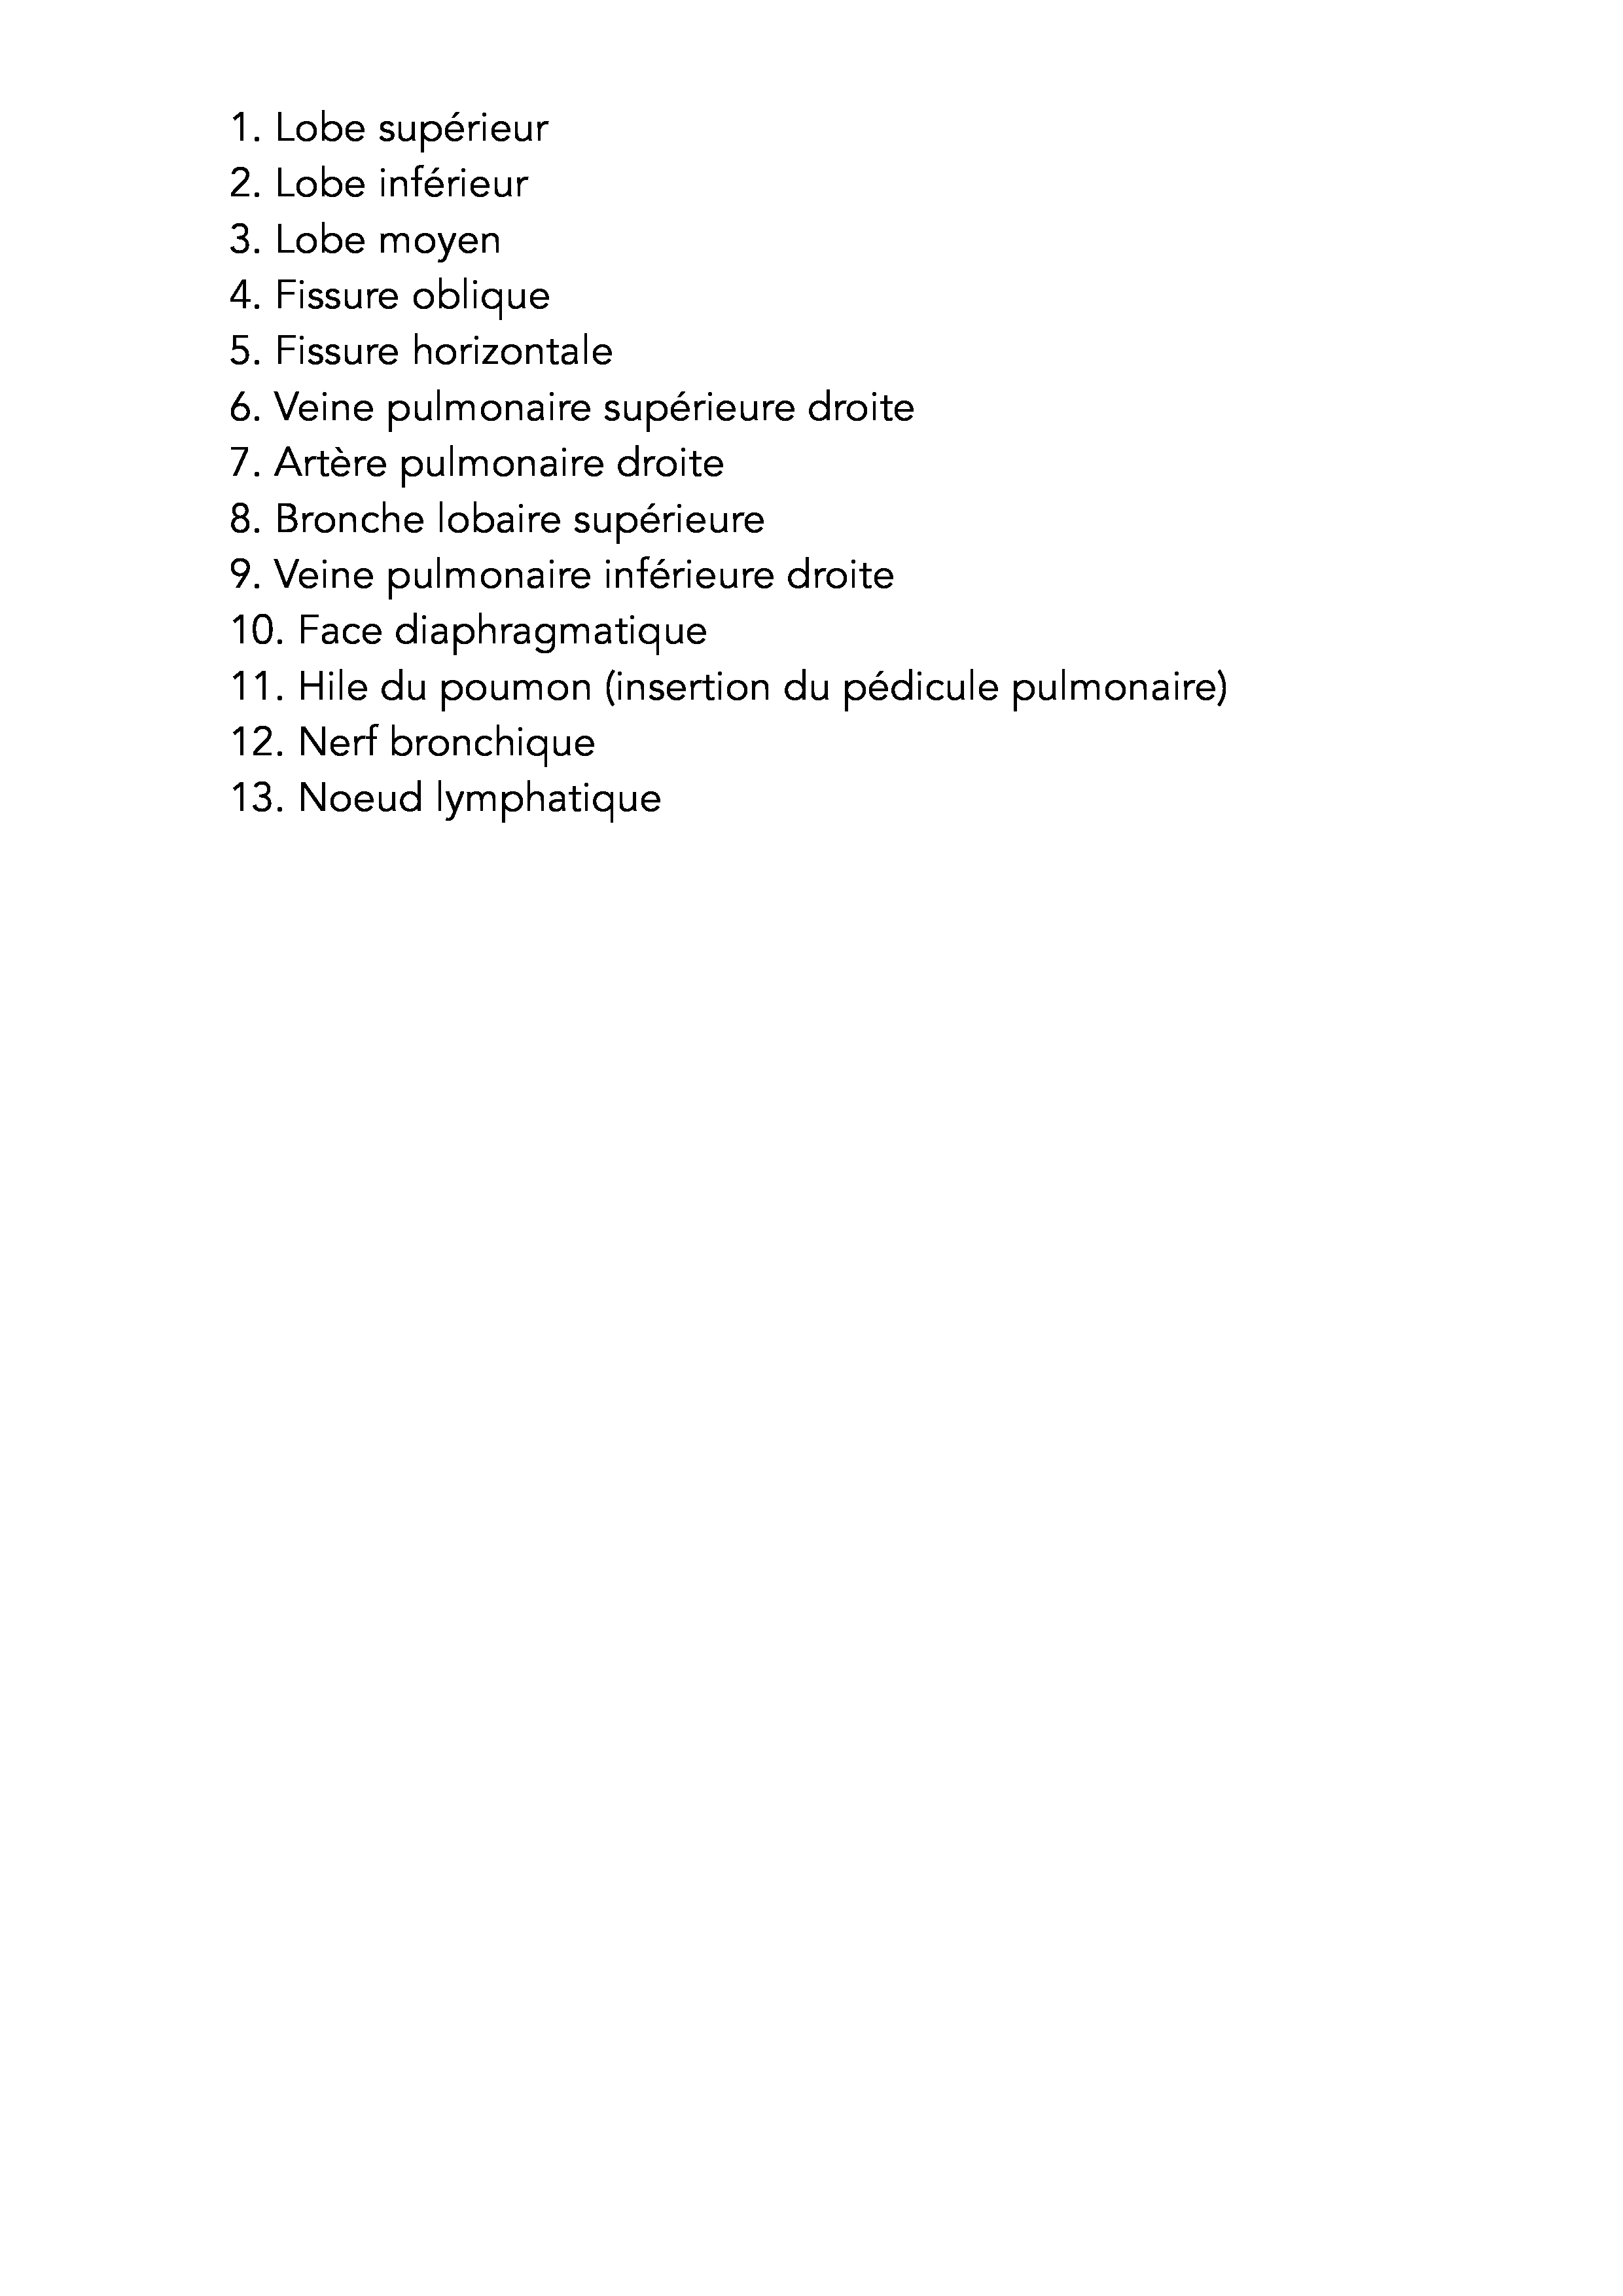 1. Lobe supérieur
2. Lobe inférieur
3. Lobe moyen
4. Fissure oblique
5. Fissure horizontale
6. Veine pulmonaire supérieure droite
7. Artère pulmonaire droite
8. Bronche lobaire supérieure
9. Veine pulmonaire inférieure droite
10. Face diaphragmatique
11. Hile du poumon (insertion du pédicule pulmonaire)
12. Nerf bronchique
13. Noeud lymphatique